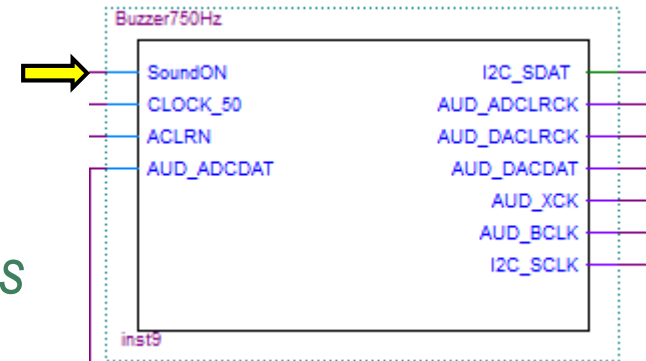 Buzzer750Hz
SoundON I2C_SDAT
CLOCK_50 AUD_ADCLRCK
ACLRN AUD_DACLRCK
AUD_ADCDAT AUD_DACDAT
AUD_XCK
AUD_BCLK
s
I2C_SCLK
inst9